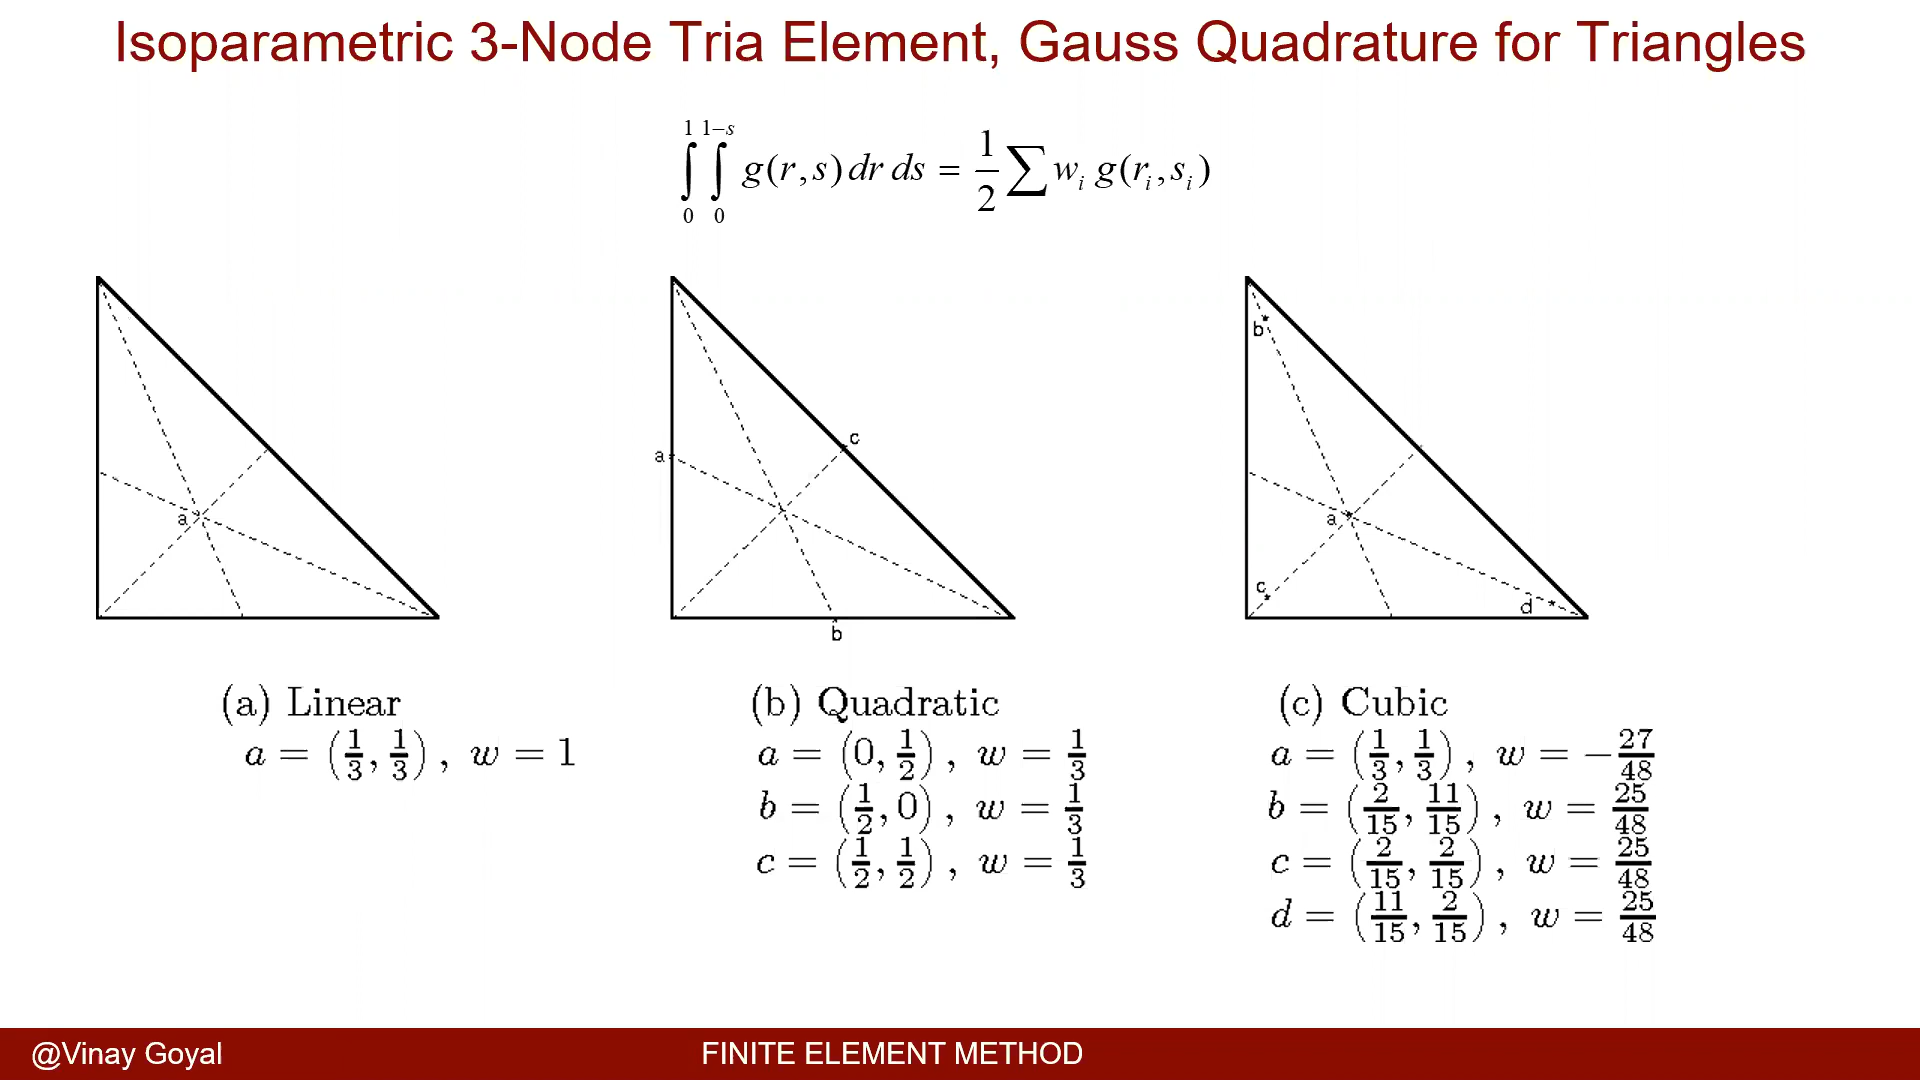 Isoparametric 3-Node Tria Element, Gauss Quadrature for Triangles
∫₀¹ ∫₀¹⁻ˢ g(r,s) dr ds = 1/2 ∑ wᵢ g(rᵢ,sᵢ)
a
a
b
c
a
b
c
d
(a) Linear
a = (1/3, 1/3), w = 1
(b) Quadratic
a = (0, 1/2), w = 1/3
b = (1/2, 0), w = 1/3
c = (1/2, 1/2), w = 1/3
(c) Cubic
a = (1/3, 1/3), w = −27/48
b = (2/15, 11/15), w = 25/48
c = (2/15, 2/15), w = 25/48
d = (11/15, 2/15), w = 25/48
@Vinay Goyal
FINITE ELEMENT METHOD